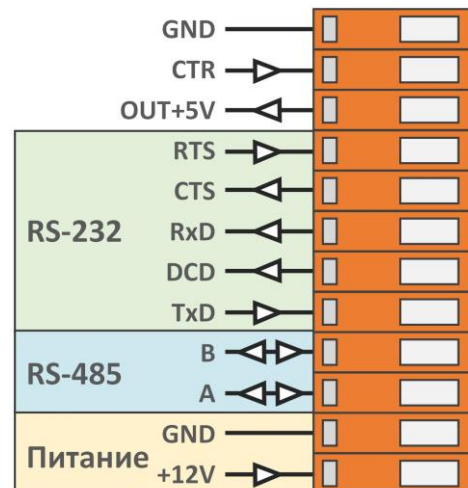 GND
CTR
OUT+5V
RS-232
RTS
CTS
RxD
DCD
TxD
RS-485
B
A
Питание
GND
+12V